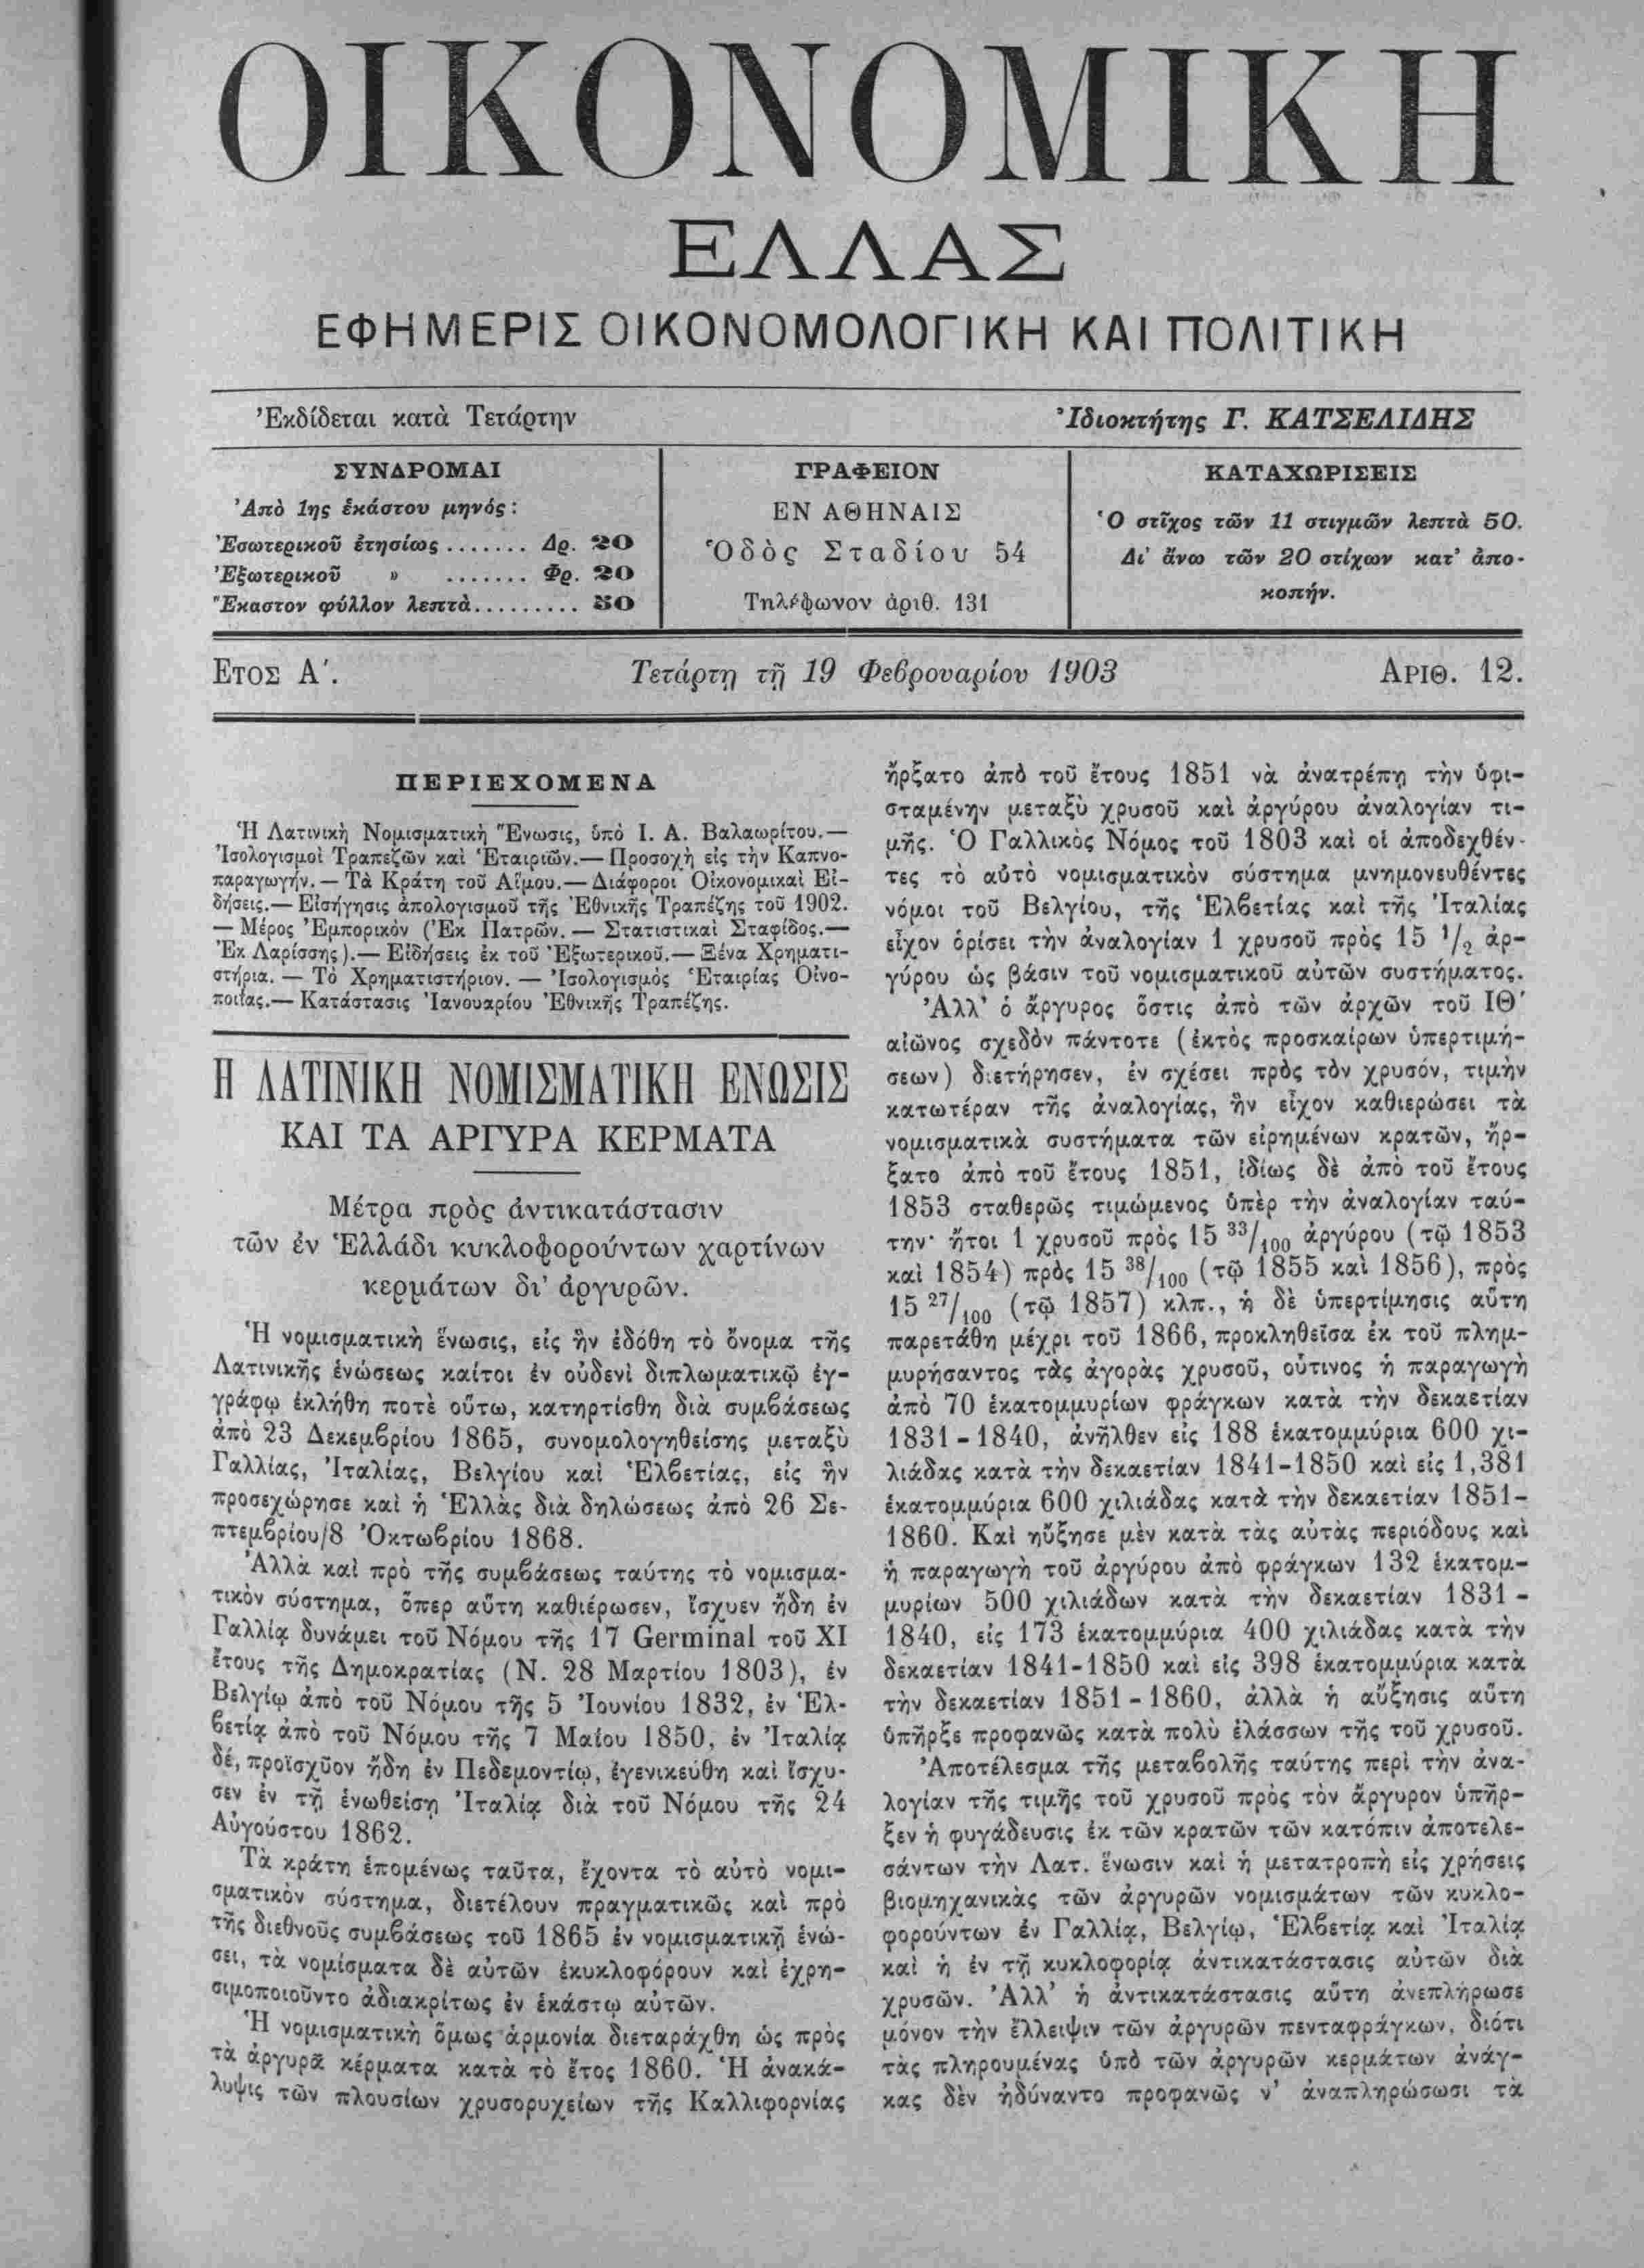 ΟΙΚΟΝΟΜΙΚΗ
ΕΛΛΑΣ
ΕΦΗΜΕΡΙΣ ΟΙΚΟΝΟΜΟΛΟΓΙΚΗ ΚΑΙ ΠΟΛΙΤΙΚΗ
Ἐκδίδεται κατὰ Τετάρτην
Ἰδιοκτήτης Γ. ΚΑΤΣΕΛΙΔΗΣ
ΣΥΝΔΡΟΜΑΙ
Ἀπὸ 1ης ἑκάστου μηνός:
Ἐσωτερικοῦ ἐτησίως ....... Δρ. 20
Ἐξωτερικοῦ » ....... Φρ. 20
Ἕκαστον φύλλον λεπτὰ.......... 50
ΓΡΑΦΕΙΟΝ
ΕΝ ΑΘΗΝΑΙΣ
Ὁδὸς Σταδίου 54
Τηλέφωνον ἀριθ. 131
ΚΑΤΑΧΩΡΙΣΕΙΣ
Ὁ στῖχος τῶν 11 στιγμῶν λεπτὰ 50.
Δι' ἄνω τῶν 20 στίχων κατ' ἀπο-
κοπήν.
ΕΤΟΣ Α΄.
Τετάρτῃ τῇ 19 Φεβρουαρίου 1903
ΑΡΙΘ. 12.
ΠΕΡΙΕΧΟΜΕΝΑ
Ἡ Λατινικὴ Νομισματικὴ Ἕνωσις, ὑπὸ Ι. Α. Βαλαωρίτου.—
Ἰσολογισμοὶ Τραπεζῶν καὶ Ἑταιριῶν.— Προσοχὴ εἰς τὴν Καπνο-
παραγωγήν. — Τὰ Κράτη τοῦ Αἵμου.— Διάφοροι Οἰκονομικαὶ Εἰ-
δήσεις.— Εἰσήγησις ἀπολογισμοῦ τῆς Ἐθνικῆς Τραπέζης τοῦ 1902.
— Μέρος Ἐμπορικόν (Ἐκ Πατρῶν. — Στατιστικαὶ Σταφίδος.—
Ἐκ Λαρίσσης).— Εἰδήσεις ἐκ τοῦ Ἐξωτερικοῦ.— Ξένα Χρηματι-
στήρια. — Τὸ Χρηματιστήριον. — Ἰσολογισμὸς Ἑταιρίας Οἰνο-
ποιΐας.— Κατάστασις Ἰανουαρίου Ἐθνικῆς Τραπέζης.
Η ΛΑΤΙΝΙΚΗ ΝΟΜΙΣΜΑΤΙΚΗ ΕΝΩΣΙΣ
ΚΑΙ ΤΑ ΑΡΓΥΡΑ ΚΕΡΜΑΤΑ
Μέτρα πρὸς ἀντικατάστασιν
τῶν ἐν Ἑλλάδι κυκλοφορούντων χαρτίνων
κερμάτων δι' ἀργυρῶν.
Ἡ νομισματικὴ ἕνωσις, εἰς ἣν ἐδόθη τὸ ὄνομα τῆς
Λατινικῆς ἑνώσεως καίτοι ἐν οὐδενὶ διπλωματικῷ ἐγ-
γράφῳ ἐκλήθη ποτὲ οὕτω, κατηρτίσθη διὰ συμβάσεως
ἀπὸ 23 Δεκεμβρίου 1865, συνομολογηθείσης μεταξὺ
Γαλλίας, Ἰταλίας, Βελγίου καὶ Ἑλβετίας, εἰς ἣν
προσεχώρησε καὶ ἡ Ἑλλὰς διὰ δηλώσεως ἀπὸ 26 Σε-
πτεμβρίου/8 Ὀκτωβρίου 1868.
Ἀλλὰ καὶ πρὸ τῆς συμβάσεως ταύτης τὸ νομισμα-
τικὸν σύστημα, ὅπερ αὕτη καθιέρωσεν, ἴσχυεν ἤδη ἐν
Γαλλίᾳ δυνάμει τοῦ Νόμου τῆς 17 Germinal τοῦ XI
ἔτους τῆς Δημοκρατίας (Ν. 28 Μαρτίου 1803), ἐν
Βελγίῳ ἀπὸ τοῦ Νόμου τῆς 5 Ἰουνίου 1832, ἐν Ἑλ-
βετίᾳ ἀπὸ τοῦ Νόμου τῆς 7 Μαΐου 1850, ἐν Ἰταλίᾳ
δέ, προϊσχῦον ἤδη ἐν Πεδεμοντίῳ, ἐγενικεύθη καὶ ἴσχυ-
σεν ἐν τῇ ἑνωθείσῃ Ἰταλίᾳ διὰ τοῦ Νόμου τῆς 24
Αὐγούστου 1862.
Τὰ κράτη ἑπομένως ταῦτα, ἔχοντα τὸ αὐτὸ νομι-
σματικὸν σύστημα, διετέλουν πραγματικῶς καὶ πρὸ
τῆς διεθνοῦς συμβάσεως τοῦ 1865 ἐν νομισματικῇ ἑνώ-
σει, τὰ νομίσματα δὲ αὐτῶν ἐκυκλοφόρουν καὶ ἐχρη-
σιμοποιοῦντο ἀδιακρίτως ἐν ἑκάστῳ αὐτῶν.
Ἡ νομισματικὴ ὅμως ἁρμονία διεταράχθη ὡς πρὸς
τὰ ἀργυρᾶ κέρματα κατὰ τὸ ἔτος 1860. Ἡ ἀνακά-
λυψις τῶν πλουσίων χρυσορυχείων τῆς Καλλιφορνίας
ἤρξατο ἀπὸ τοῦ ἔτους 1851 νὰ ἀνατρέπῃ τὴν ὑφι-
σταμένην μεταξὺ χρυσοῦ καὶ ἀργύρου ἀναλογίαν τι-
μῆς. Ὁ Γαλλικὸς Νόμος τοῦ 1803 καὶ οἱ ἀποδεχθέν-
τες τὸ αὐτὸ νομισματικὸν σύστημα μνημονευθέντες
νόμοι τοῦ Βελγίου, τῆς Ἑλβετίας καὶ τῆς Ἰταλίας
εἶχον ὁρίσει τὴν ἀναλογίαν 1 χρυσοῦ πρὸς 15 1/2 ἀρ-
γύρου ὡς βάσιν τοῦ νομισματικοῦ αὐτῶν συστήματος.
Ἀλλ' ὁ ἄργυρος ὅστις ἀπὸ τῶν ἀρχῶν τοῦ ΙΘ΄
αἰῶνος σχεδὸν πάντοτε (ἐκτὸς προσκαίρων ὑπερτιμή-
σεων) διετήρησεν, ἐν σχέσει πρὸς τὸν χρυσόν, τιμὴν
κατωτέραν τῆς ἀναλογίας, ἣν εἶχον καθιερώσει τὰ
νομισματικὰ συστήματα τῶν εἰρημένων κρατῶν, ἤρ-
ξατο ἀπὸ τοῦ ἔτους 1851, ἰδίως δὲ ἀπὸ τοῦ ἔτους
1853 σταθερῶς τιμώμενος ὑπὲρ τὴν ἀναλογίαν ταύ-
την· ἤτοι 1 χρυσοῦ πρὸς 15 33/100 ἀργύρου (τῷ 1853
καὶ 1854) πρὸς 15 38/100 (τῷ 1855 καὶ 1856), πρὸς
15 27/100 (τῷ 1857) κλπ., ἡ δὲ ὑπερτίμησις αὕτη
παρετάθη μέχρι τοῦ 1866, προκληθεῖσα ἐκ τοῦ πλημ-
μυρήσαντος τὰς ἀγορὰς χρυσοῦ, οὗτινος ἡ παραγωγὴ
ἀπὸ 70 ἑκατομμυρίων φράγκων κατὰ τὴν δεκαετίαν
1831-1840, ἀνῆλθεν εἰς 188 ἑκατομμύρια 600 χι-
λιάδας κατὰ τὴν δεκαετίαν 1841-1850 καὶ εἰς 1,381
ἑκατομμύρια 600 χιλιάδας κατὰ τὴν δεκαετίαν 1851-
1860. Καὶ ηὔξησε μὲν κατὰ τὰς αὐτὰς περιόδους καὶ
ἡ παραγωγὴ τοῦ ἀργύρου ἀπὸ φράγκων 132 ἑκατομ-
μυρίων 500 χιλιάδων κατὰ τὴν δεκαετίαν 1831-
1840, εἰς 173 ἑκατομμύρια 400 χιλιάδας κατὰ τὴν
δεκαετίαν 1841-1850 καὶ εἰς 398 ἑκατομμύρια κατὰ
τὴν δεκαετίαν 1851-1860, ἀλλὰ ἡ αὔξησις αὕτη
ὑπῆρξε προφανῶς κατὰ πολὺ ἐλάσσων τῆς τοῦ χρυσοῦ.
Ἀποτέλεσμα τῆς μεταβολῆς ταύτης περὶ τὴν ἀνα-
λογίαν τῆς τιμῆς τοῦ χρυσοῦ πρὸς τὸν ἄργυρον ὑπῆρ-
ξεν ἡ φυγάδευσις ἐκ τῶν κρατῶν τῶν κατόπιν ἀποτελε-
σάντων τὴν Λατ. ἕνωσιν καὶ ἡ μετατροπὴ εἰς χρήσεις
βιομηχανικὰς τῶν ἀργυρῶν νομισμάτων τῶν κυκλο-
φορούντων ἐν Γαλλίᾳ, Βελγίῳ, Ἑλβετίᾳ καὶ Ἰταλίᾳ
καὶ ἡ ἐν τῇ κυκλοφορίᾳ ἀντικατάστασις αὐτῶν διὰ
χρυσῶν. Ἀλλ' ἡ ἀντικατάστασις αὕτη ἀνεπλήρωσε
μόνον τὴν ἔλλειψιν τῶν ἀργυρῶν πενταφράγκων, διότι
τὰς πληρουμένας ὑπὸ τῶν ἀργυρῶν κερμάτων ἀνάγ-
κας δὲν ἠδύναντο προφανῶς ν' ἀναπληρώσωσι τὰ